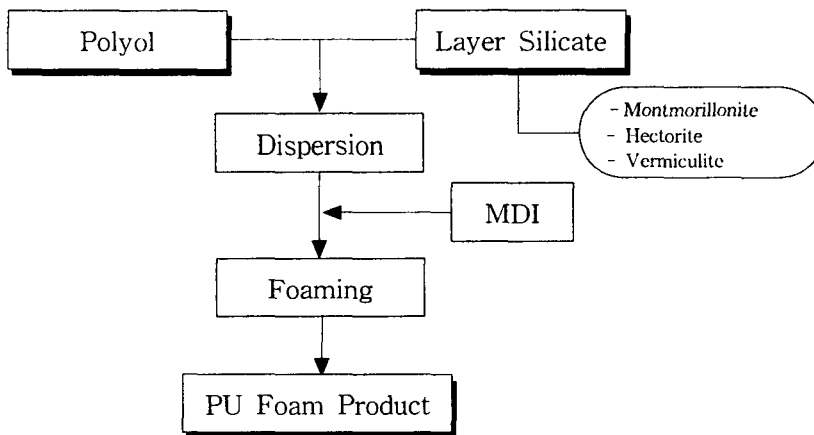 Polyol
Layer Silicate
- Montmorillonite
- Hectorite
- Vermiculite
Dispersion
MDI
Foaming
PU Foam Product